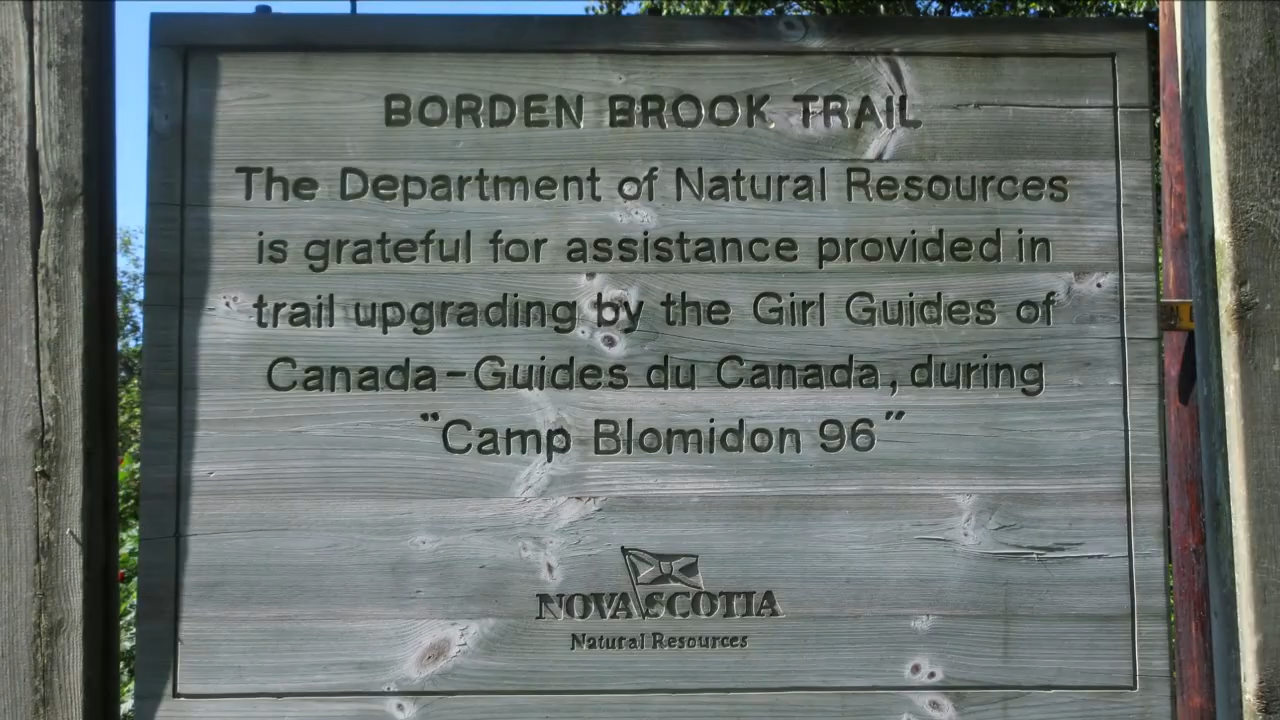 BORDEN BROOK TRAIL
The Department of Natural Resources
is grateful for assistance provided in
trail upgrading by the Girl Guides of
Canada-Guides du Canada, during
"Camp Blomidon 96"
NOVA SCOTIA
Natural Resources